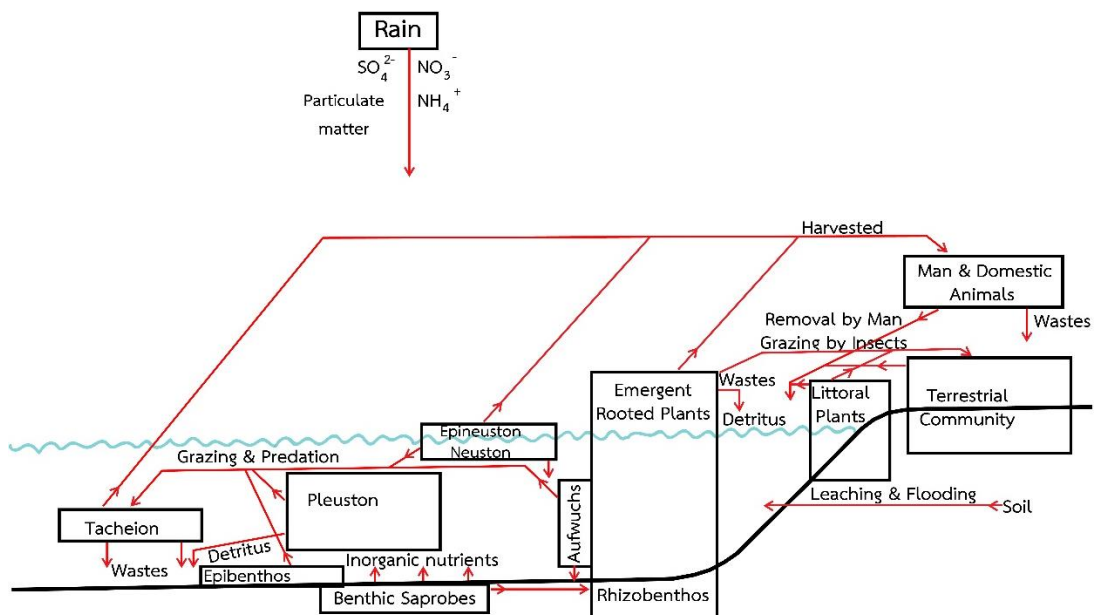 Rain
SO₄²⁻ NO₃⁻
Particulate NH₄⁺
matter
Harvested
Man & Domestic
Animals
Removal by Man
Wastes
Grazing by Insects
Emergent
Rooted Plants
Wastes
Detritus
Littoral
Plants
Terrestrial
Community
Epineuston
Neuston
Grazing & Predation
Pleuston
Tacheion
Aufwuchs
Leaching & Flooding
Soil
Detritus
Inorganic nutrients
Wastes
Epibenthos
Benthic Saprobes
Rhizobenthos